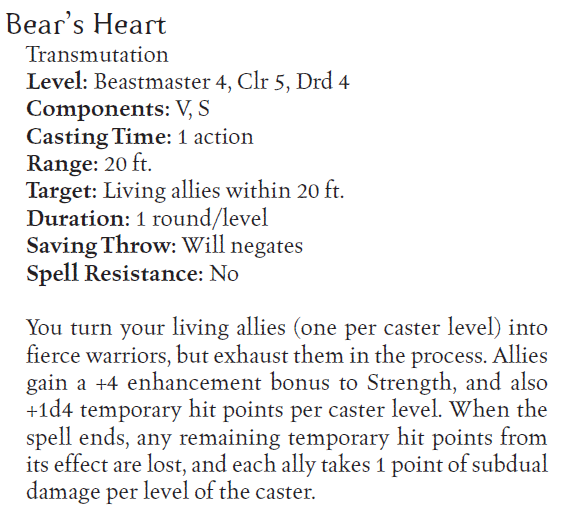 Bear's Heart
Transmutation
Level: Beastmaster 4, Clr 5, Drd 4
Components: V, S
Casting Time: 1 action
Range: 20 ft.
Target: Living allies within 20 ft.
Duration: 1 round/level
Saving Throw: Will negates
Spell Resistance: No
You turn your living allies (one per caster level) into
fierce warriors, but exhaust them in the process. Allies
gain a +4 enhancement bonus to Strength, and also
+1d4 temporary hit points per caster level. When the
spell ends, any remaining temporary hit points from
its effect are lost, and each ally takes 1 point of subdual
damage per level of the caster.